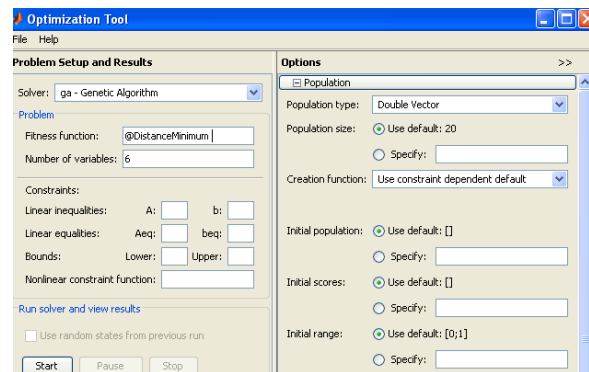 Optimization Tool
File Help
Problem Setup and Results
Solver: ga - Genetic Algorithm
Problem
Fitness function: @DistanceMinimum
Number of variables: 6
Constraints:
Linear inequalities: A: b:
Linear equalities: Aeq: beq:
Bounds: Lower: Upper:
Nonlinear constraint function:
Run solver and view results
Use random states from previous run
Start Pause Stop
Options >>
Population
Population type: Double Vector
Population size: Use default: 20
Specify:
Creation function: Use constraint dependent default
Initial population: Use default: []
Specify:
Initial scores: Use default: []
Specify:
Initial range: Use default: [0;1]
Specify: